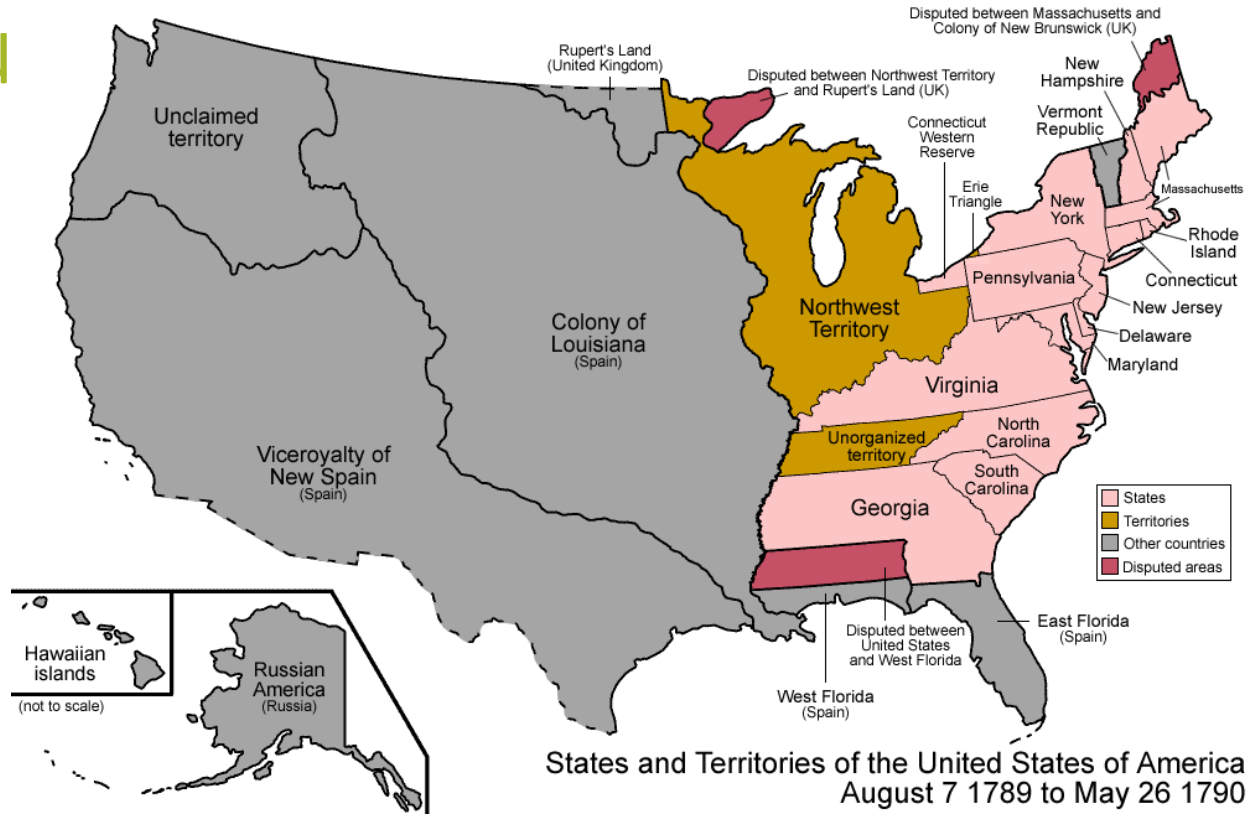 Disputed between Massachusetts and
Colony of New Brunswick (UK)
Rupert's Land
(United Kingdom)
New
Hampshire
Disputed between Northwest Territory
and Rupert's Land (UK)
Vermont
Republic
Unclaimed
territory
Connecticut
Western
Reserve
Erie
Triangle
Massachusetts
New
York
Rhode
Island
Pennsylvania
Connecticut
Northwest
Territory
New Jersey
Colony of
Louisiana
(Spain)
Delaware
Maryland
Virginia
North
Carolina
Unorganized
territory
Viceroyalty of
New Spain
(Spain)
South
Carolina
Georgia
States
Territories
Other countries
Disputed areas
East Florida
(Spain)
Disputed between
United States
and West Florida
Hawaiian
islands
(not to scale)
Russian
America
(Russia)
West Florida
(Spain)
States and Territories of the United States of America
August 7 1789 to May 26 1790